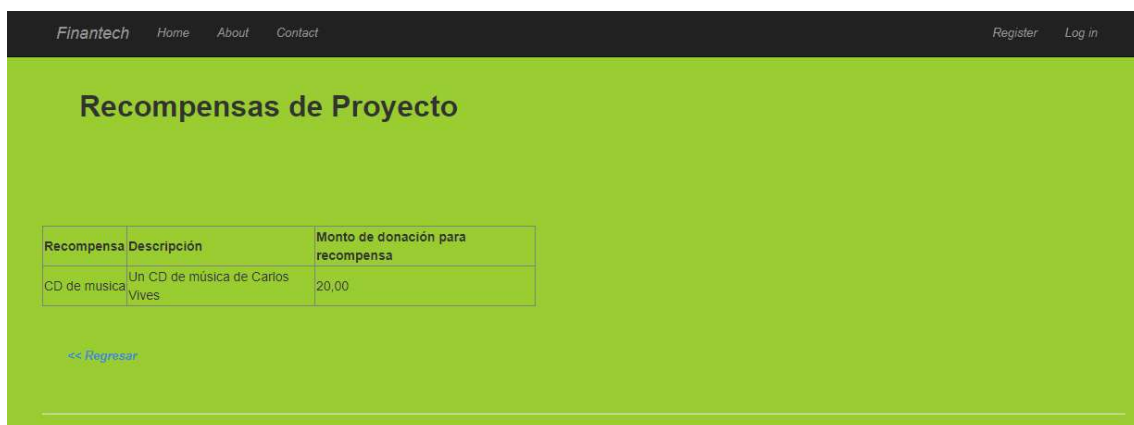 Finantech Home About Contact Register Log in
Recompensas de Proyecto
Recompensa Descripción Monto de donación para
recompensa
CD de musica Un CD de música de Carlos
Vives 20,00
<< Regresar